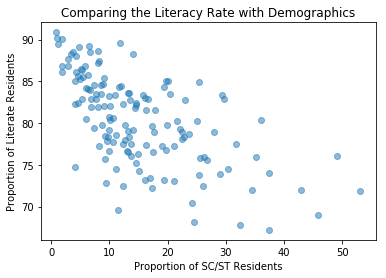 Comparing the Literacy Rate with Demographics
Proportion of Literate Residents
90
85
80
75
70
0 10 20 30 40 50
Proportion of SC/ST Residents